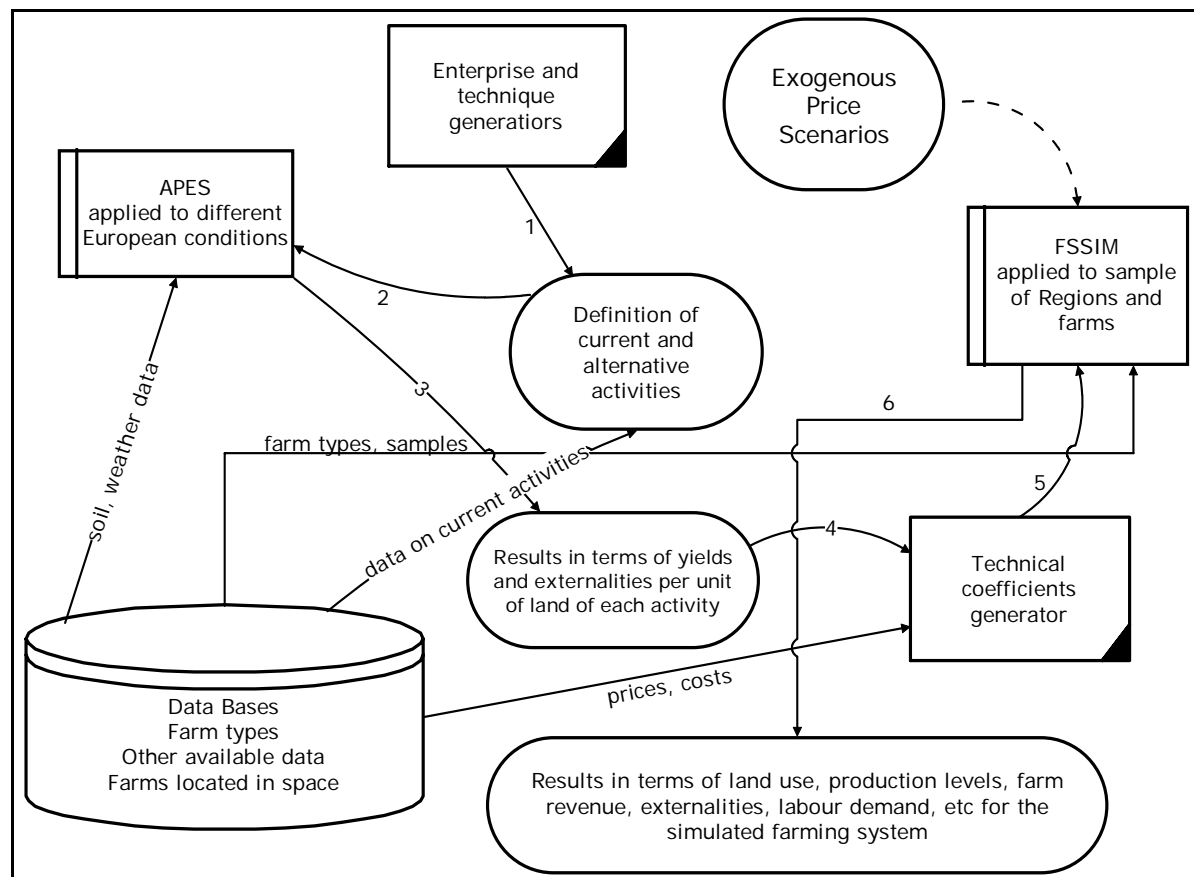 Enterprise and
technique
generatiors
Exogenous
Price
Scenarios
APES
applied to different
European conditions
1
FSSIM
applied to sample
of Regions and
farms
2
Definition of
current and
alternative
activities
3
soil, weather data
6
farm types, samples
data on current activities
5
4
Results in terms of yields
and externalities per unit
of land of each activity
Technical
coefficients
generator
prices, costs
Data Bases
Farm types
Other available data
Farms located in space
Results in terms of land use, production levels, farm
revenue, externalities, labour demand, etc for the
simulated farming system